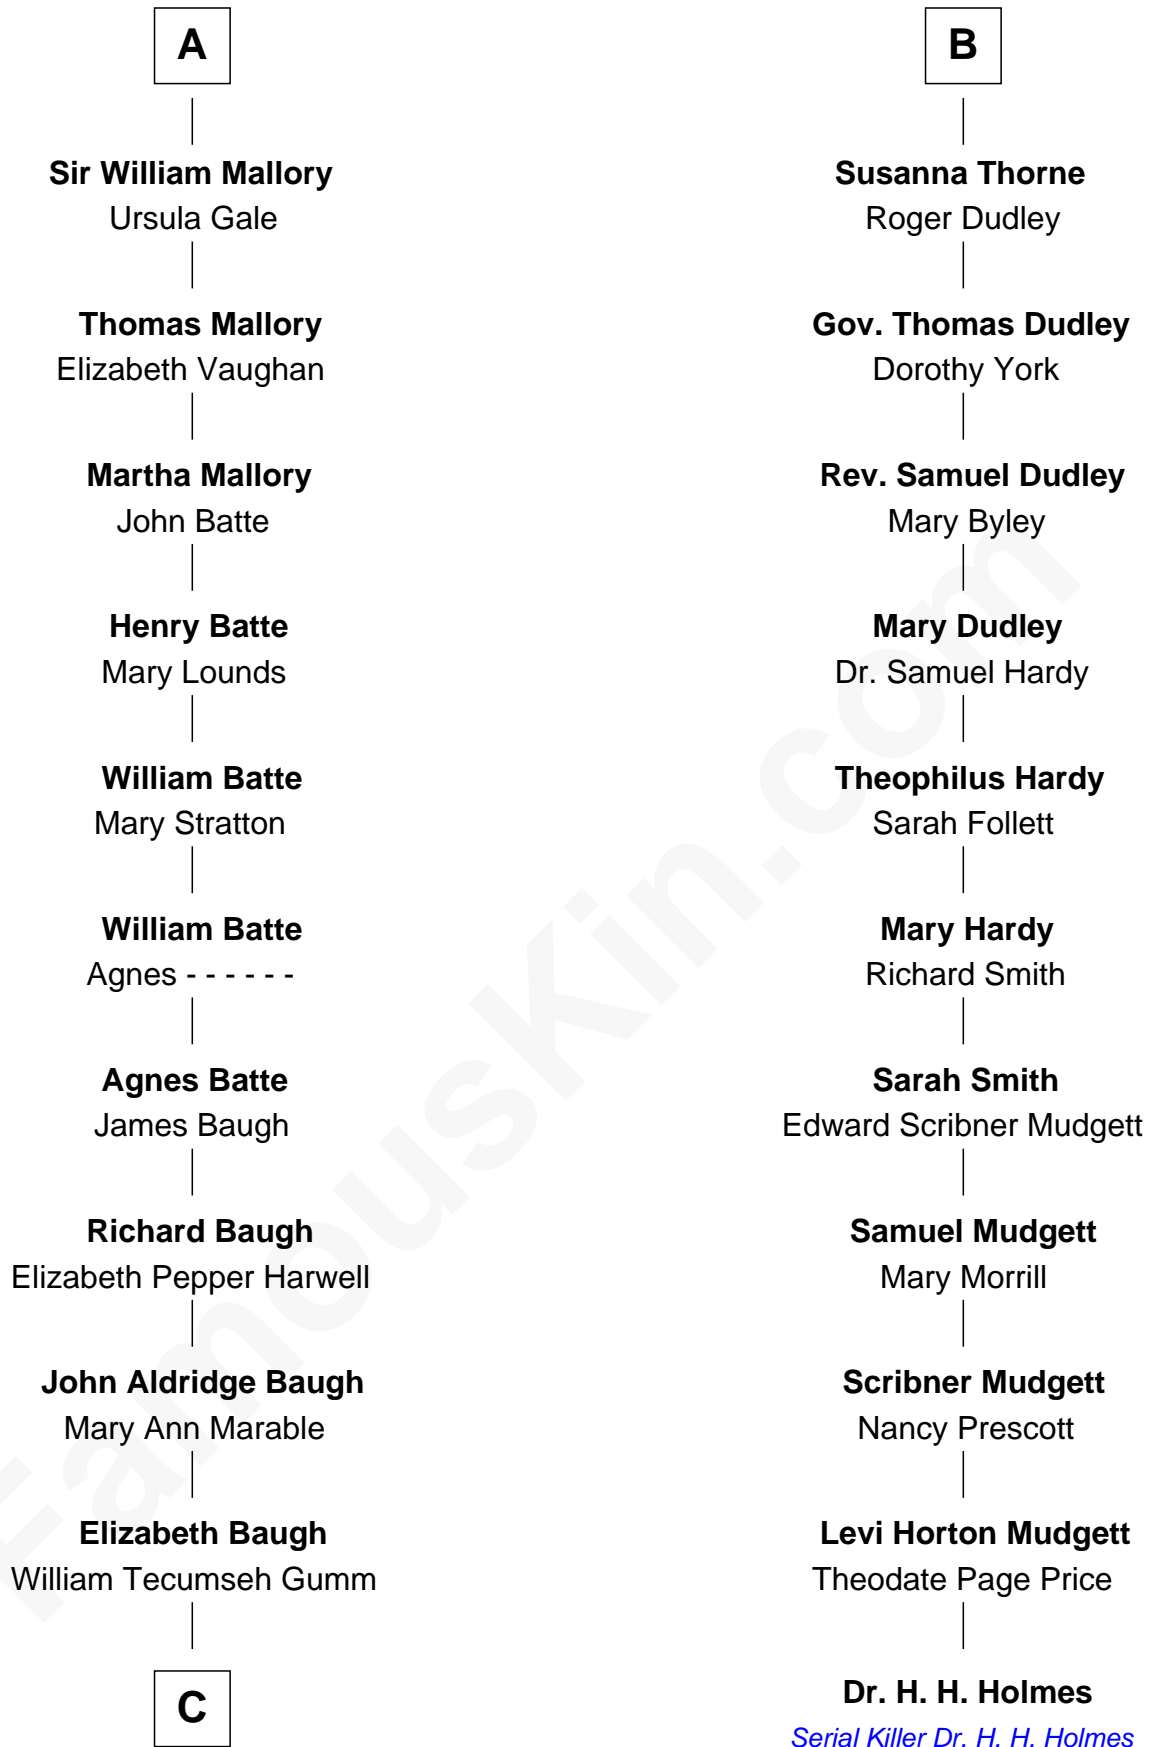 A
Sir William Mallory
Ursula Gale
Thomas Mallory
Elizabeth Vaughan
Martha Mallory
John Batte
Henry Batte
Mary Lounds
William Batte
Mary Stratton
William Batte
Agnes - - - - - -
Agnes Batte
James Baugh
Richard Baugh
Elizabeth Pepper Harwell
John Aldridge Baugh
Mary Ann Marable
Elizabeth Baugh
William Tecumseh Gumm
C
B
Susanna Thorne
Roger Dudley
Gov. Thomas Dudley
Dorothy York
Rev. Samuel Dudley
Mary Byley
Mary Dudley
Dr. Samuel Hardy
Theophilus Hardy
Sarah Follett
Mary Hardy
Richard Smith
Sarah Smith
Edward Scribner Mudgett
Samuel Mudgett
Mary Morrill
Scribner Mudgett
Nancy Prescott
Levi Horton Mudgett
Theodate Page Price
Dr. H. H. Holmes
Serial Killer Dr. H. H. Holmes
FamousKin.com